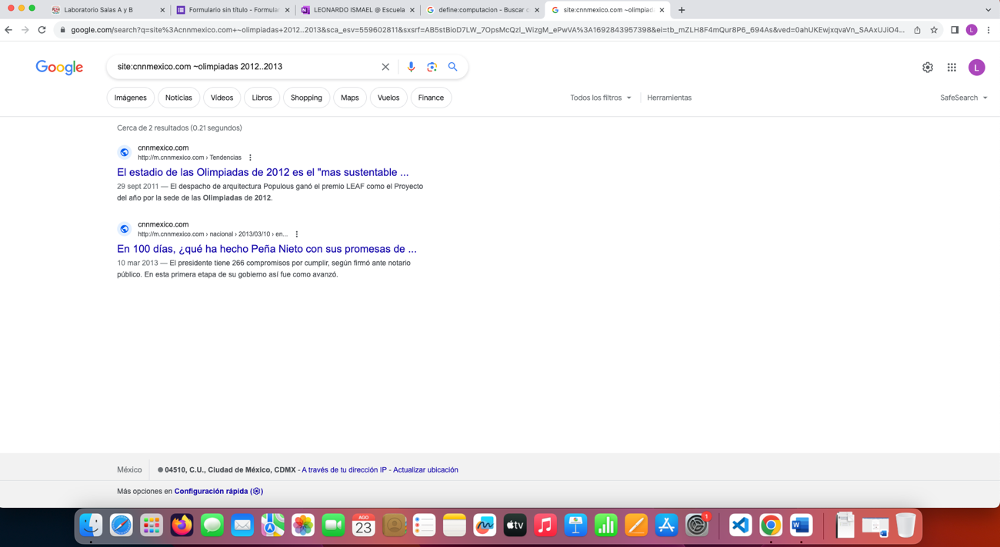 Laboratorio Salas A y B
Formulario sin título - Formula
LEONARDO ISMAEL @ Escuela
define:computacion - Buscar c
site:cnnmexico.com ~olimpiad
google.com/search?q=site%3Acnnmexico.com+~olimpiadas+2012..2013&sca_esv=559602811&sxsrf=AB5stBioD7LW_7OpsMcQzl_WizgM_ePwVA%3A1692843957398&ei=tb_mZLH8F4mQur8P6_694As&ved=0ahUKEwjxqvaVn_SAAxUJiO4...
L
Google
site:cnnmexico.com ~olimpiadas 2012..2013
L
Imágenes
Noticias
Videos
Libros
Shopping
Maps
Vuelos
Finance
Todos los filtros
Herramientas
SafeSearch
Cerca de 2 resultados (0.21 segundos)
cnnmexico.com
http://m.cnnmexico.com › Tendencias
El estadio de las Olimpiadas de 2012 es el "mas sustentable ...
29 sept 2011 — El despacho de arquitectura Populous ganó el premio LEAF como el Proyecto
del año por la sede de las Olimpiadas de 2012.
cnnmexico.com
http://m.cnnmexico.com › nacional › 2013/03/10 › en...
En 100 días, ¿qué ha hecho Peña Nieto con sus promesas de ...
10 mar 2013 — El presidente tiene 266 compromisos por cumplir, según firmó ante notario
público. En esta primera etapa de su gobierno así fue como avanzó.
México
04510, C.U., Ciudad de México, CDMX - A través de tu dirección IP - Actualizar ubicación
Más opciones en Configuración rápida ()
AGO
23
tv
1
W